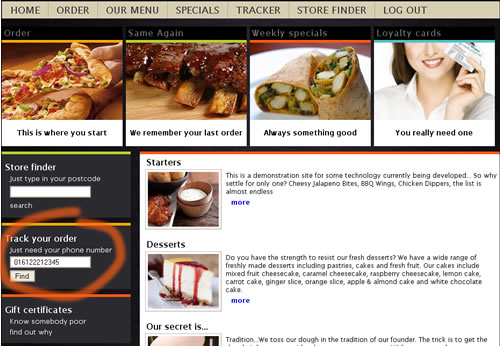 HOME ORDER OUR MENU SPECIALS TRACKER STORE FINDER LOG OUT
Order Same Again Weekly specials Loyalty cards
This is where you start We remember your last order Always something good You really need one
Store finder
Just type in your postcode
search
Track your order
Just need your phone number
016122212345
Find
Gift certificates
Know somebody poor
find out why
Starters
This is a demonstration site for some technology currently being developed... So why
settle for only one? Cheesy Jalapeno Bites, BBQ Wings, Chicken Dippers, the list is
almost endless
more
Desserts
Do you have the strength to resist our fresh desserts? We have a wide range of
freshly made desserts including pastries, cakes and fresh fruit. Our cakes include
mixed fruit cheesecake, caramel cheesecake, raspberry cheesecake, lemon cake,
carrot cake, ginger slice, orange slice, apple & almond cake and white chocolate
cake.
more
Our secret is...
Tradition...We toss our dough in the tradition of our founder. The trick is to get the